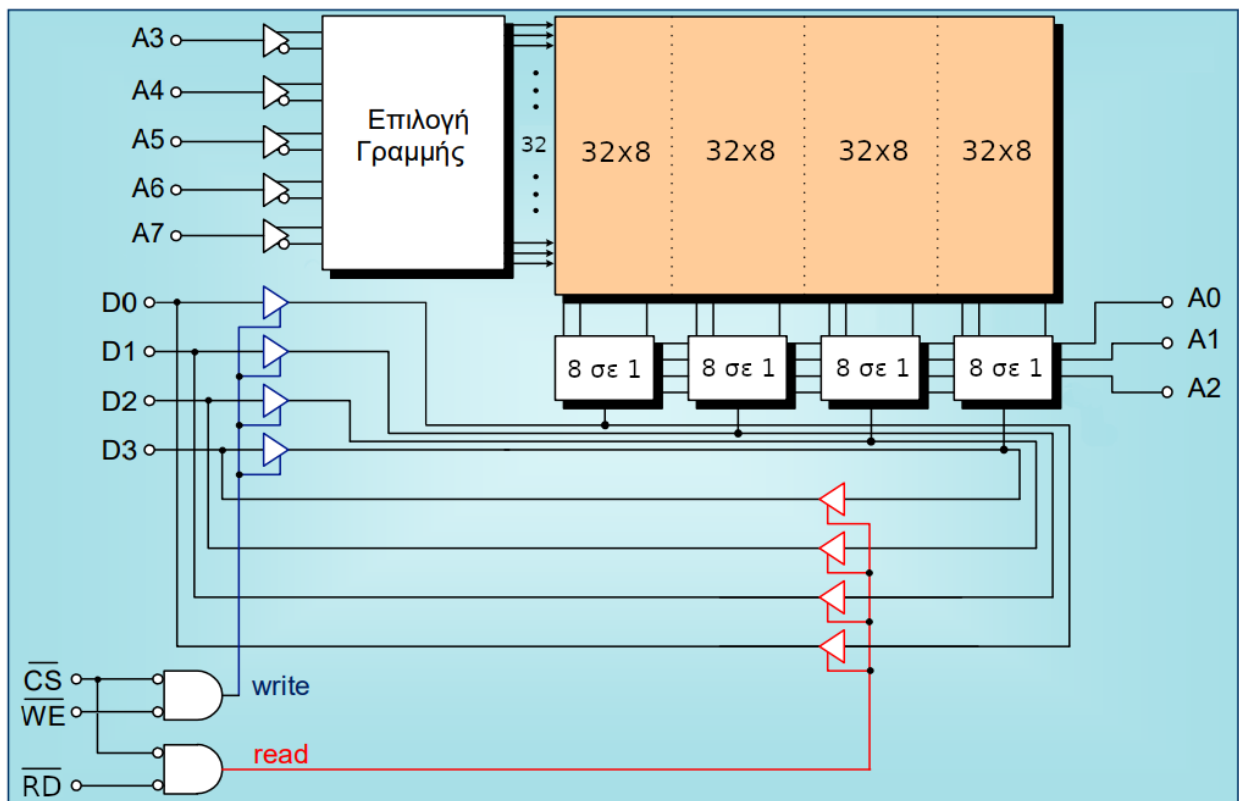 A3
A4
A5
A6
A7
Επιλογή
Γραμμής
32
32x8
32x8
32x8
32x8
D0
D1
D2
D3
8 σε 1
8 σε 1
8 σε 1
8 σε 1
A0
A1
A2
CS
WE
RD
write
read